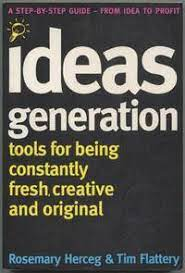 A STEP-BY-STEP GUIDE – FROM IDEA TO PROFIT
ideas
generation
tools for being
constantly
fresh, creative
and original
Rosemary Herceg & Tim Flattery